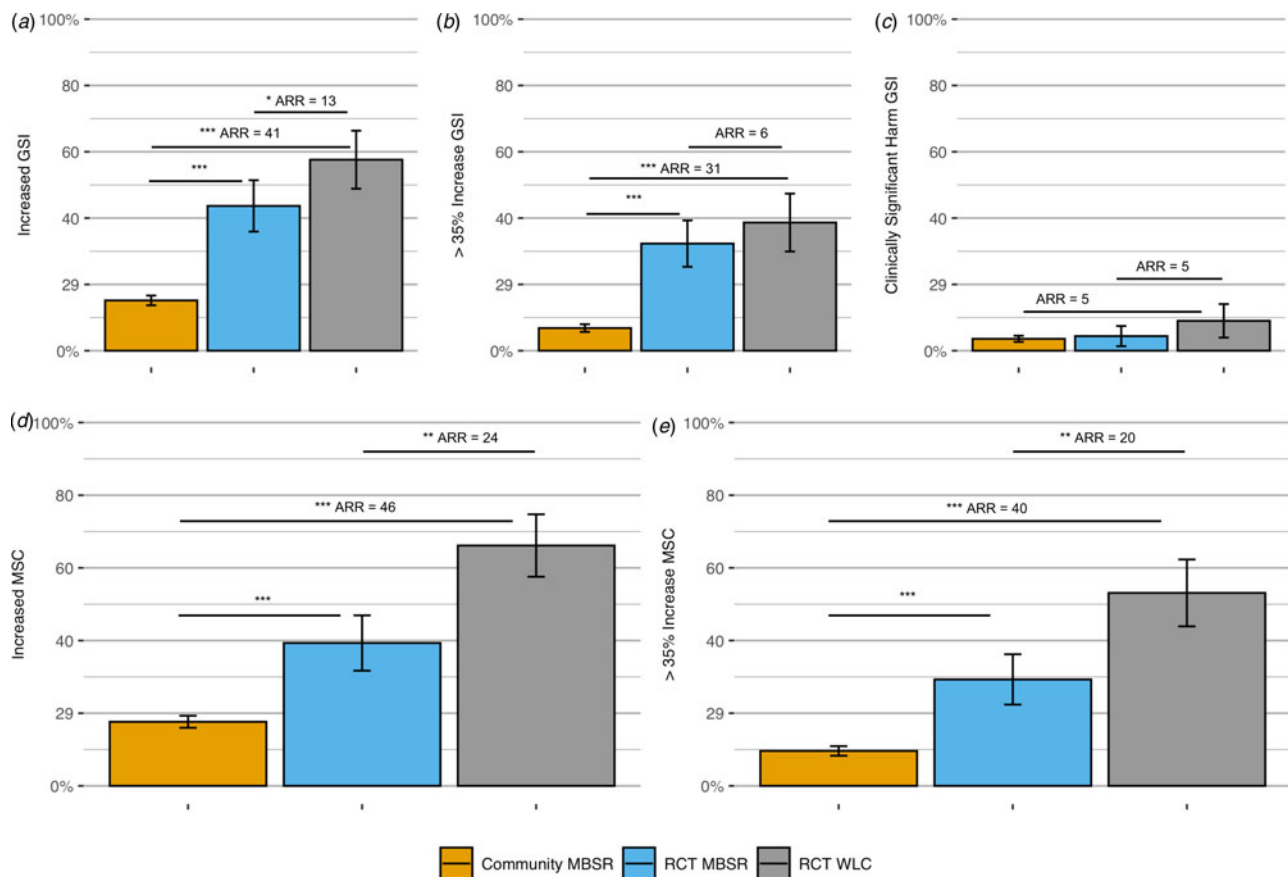 (a)
100%
80
60
40
29
0%
Increased GSI
* ARR = 13
*** ARR = 41
***
(b)
100%
80
60
40
29
0%
> 35% Increase GSI
ARR = 6
*** ARR = 31
***
(c)
100%
80
60
40
29
0%
Clinically Significant Harm GSI
ARR = 5
ARR = 5
(d)
100%
80
60
40
29
0%
Increased MSC
** ARR = 24
*** ARR = 46
***
(e)
100%
80
60
40
29
0%
> 35% Increase MSC
** ARR = 20
*** ARR = 40
***
Community MBSR RCT MBSR RCT WLC